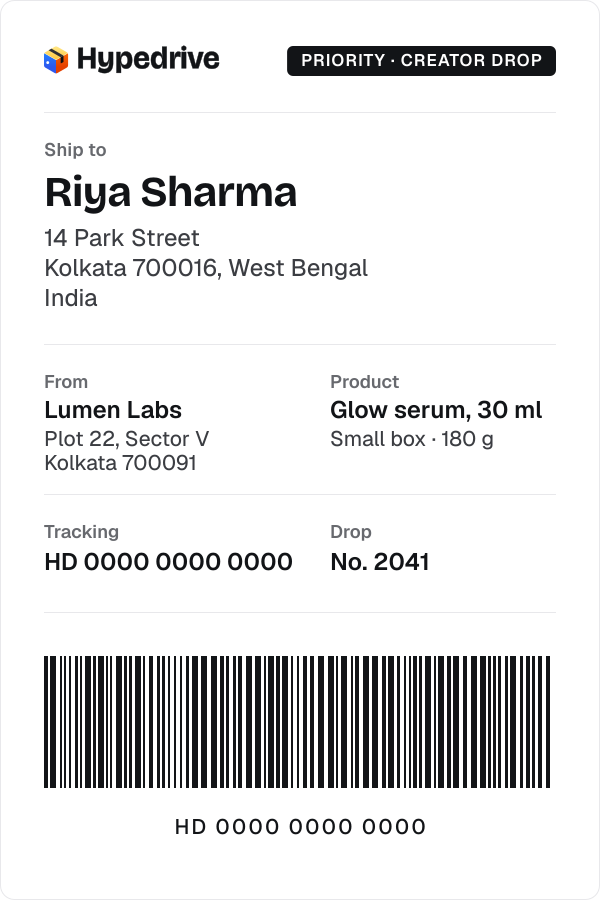 Hypedrive
PRIORITY · CREATOR DROP
Ship to
Riya Sharma
14 Park Street
Kolkata 700016, West Bengal
India
From
Lumen Labs
Plot 22, Sector V
Kolkata 700091
Product
Glow serum, 30 ml
Small box · 180 g
Tracking
HD 0000 0000 0000
Drop
No. 2041
HD 0000 0000 0000